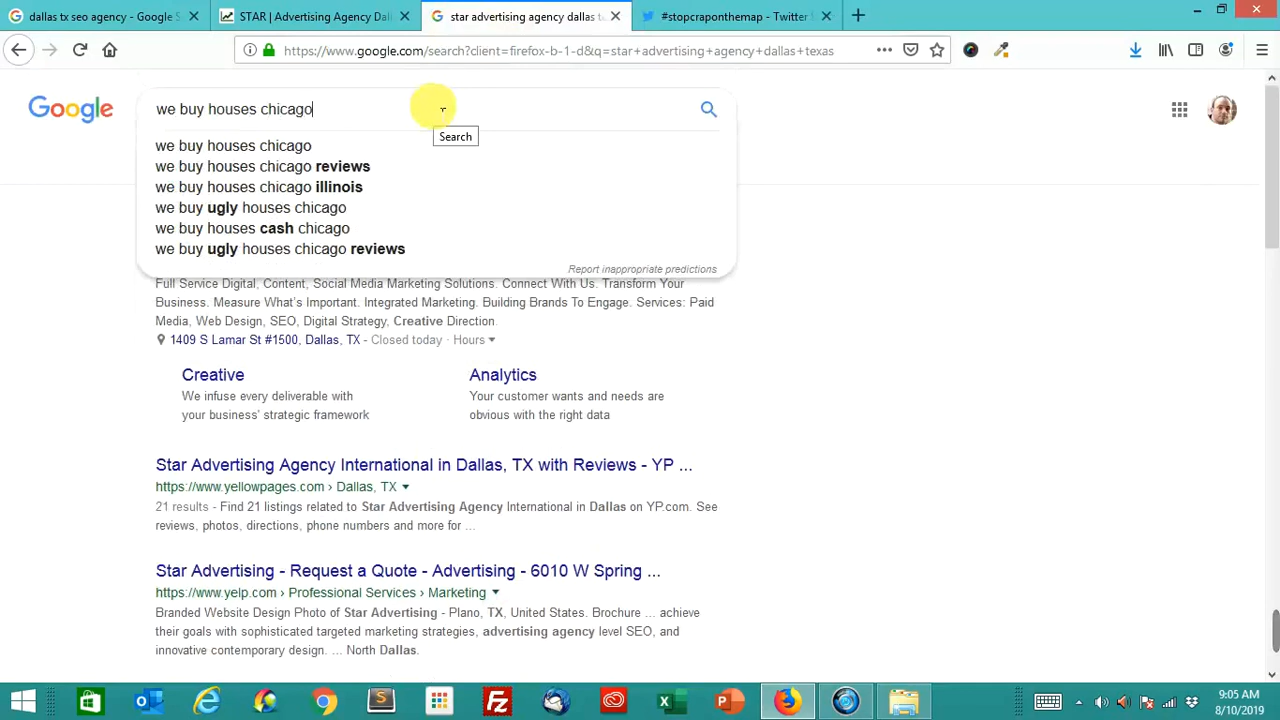 dallas tx seo agency - Google S
STAR | Advertising Agency Dall
star advertising agency dallas te
#stopcraponthemap - Twitter
https://www.google.com/search?client=firefox-b-1-d&q=star+advertising+agency+dallas+texas
Google
we buy houses chicago
Search
we buy houses chicago
we buy houses chicago reviews
we buy houses chicago illinois
we buy ugly houses chicago
we buy houses cash chicago
we buy ugly houses chicago reviews
Report inappropriate predictions
Full Service Digital, Content, Social Media Marketing Solutions. Connect With Us. Transform Your
Business. Measure What's Important. Integrated Marketing. Building Brands To Engage. Services: Paid
Media, Web Design, SEO, Digital Strategy, Creative Direction.
1409 S Lamar St #1500, Dallas, TX - Closed today · Hours
Creative
Analytics
We infuse every deliverable with
your business' strategic framework
Your customer wants and needs are
obvious with the right data
Star Advertising Agency International in Dallas, TX with Reviews - YP ...
https://www.yellowpages.com › Dallas, TX
21 results - Find 21 listings related to Star Advertising Agency International in Dallas on YP.com. See
reviews, photos, directions, phone numbers and more for ...
Star Advertising - Request a Quote - Advertising - 6010 W Spring ...
https://www.yelp.com › Professional Services › Marketing
Branded Website Design Photo of Star Advertising - Plano, TX, United States. Brochure ... achieve
their goals with sophisticated targeted marketing strategies, advertising agency level SEO, and
innovative contemporary design. ... North Dallas.
9:05 AM
8/10/2019